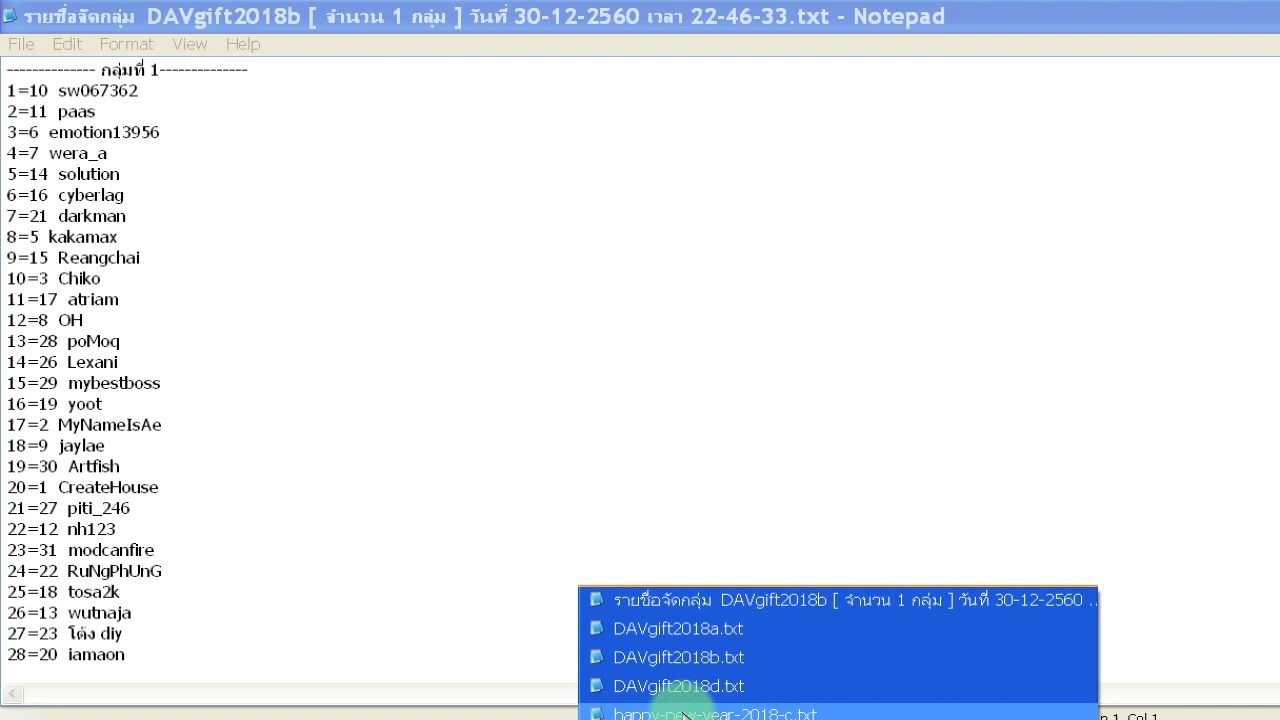 รายชื่อจัดกลุ่ม DAVgift2018b [ จำนวน 1 กลุ่ม ] วันที่ 30-12-2560 เวลา 22-46-33.txt - Notepad
File Edit Format View Help
-------------- กลุ่มที่ 1--------------
1=10 sw067362
2=11 paas
3=6 emotion13956
4=7 wera_a
5=14 solution
6=16 cyberlag
7=21 darkman
8=5 kakamax
9=15 Reangchai
10=3 Chiko
11=17 atriam
12=8 OH
13=28 poMoq
14=26 Lexani
15=29 mybestboss
16=19 yoot
17=2 MyNameIsAe
18=9 jaylae
19=30 Artfish
20=1 CreateHouse
21=27 piti_246
22=12 nh123
23=31 modcanfire
24=22 RuNgPhUnG
25=18 tosa2k
26=13 wutnaja
27=23 โต้ง diy
28=20 iamaon
รายชื่อจัดกลุ่ม DAVgift2018b [ จำนวน 1 กลุ่ม ] วันที่ 30-12-2560 ...
DAVgift2018a.txt
DAVgift2018b.txt
DAVgift2018d.txt
happy-new-year-2018-c.txt
n 1, Col 1